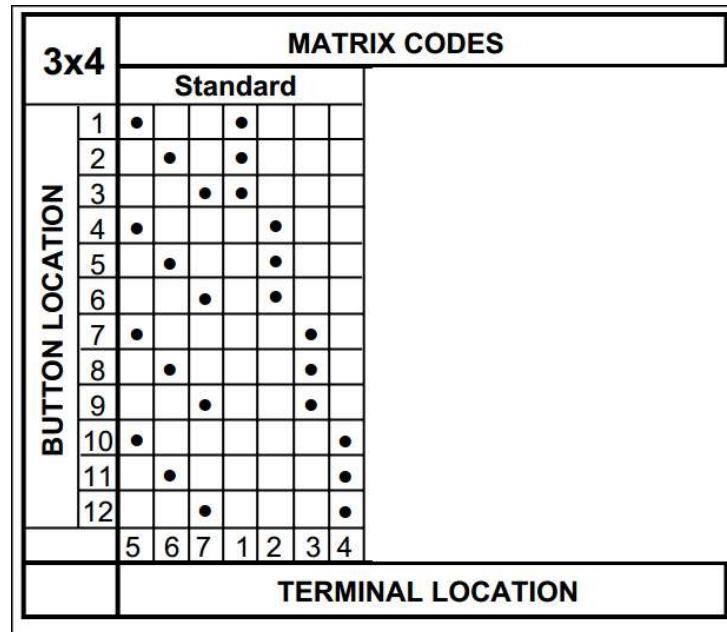 3x4
MATRIX CODES
Standard
BUTTON LOCATION
1 ● ●
2 ● ●
3 ● ●
4 ● ●
5 ● ●
6 ● ●
7 ● ●
8 ● ●
9 ● ●
10 ● ●
11 ● ●
12 ● ●
5 6 7 1 2 3 4
TERMINAL LOCATION